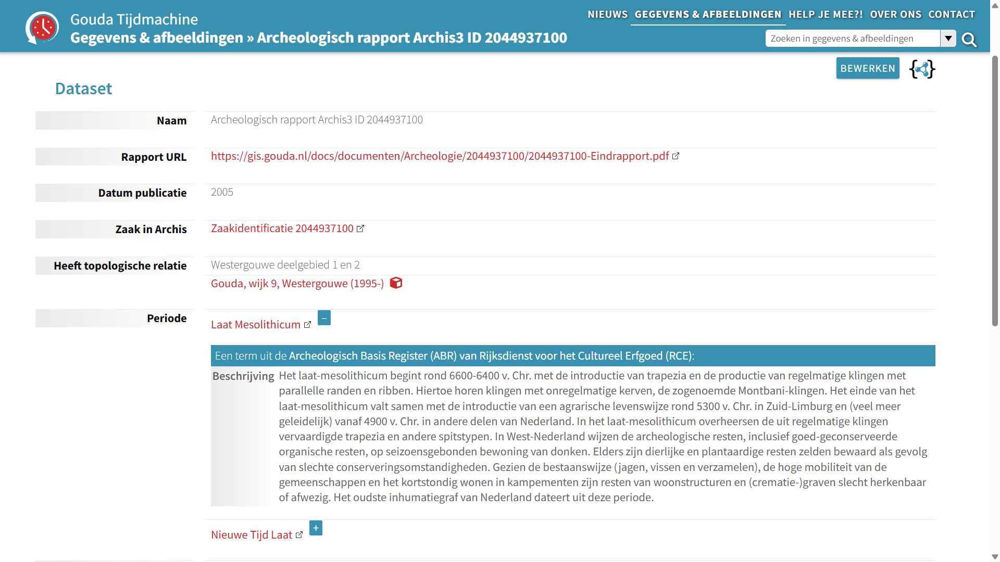 Gouda Tijdmachine
Gegevens & afbeeldingen » Archeologisch rapport Archis3 ID 2044937100
NIEUWS GEGEVENS & AFBEELDINGEN HELP JE MEE?! OVER ONS CONTACT
Zoeken in gegevens & afbeeldingen
BEWERKEN
Dataset
Naam
Archeologisch rapport Archis3 ID 2044937100
Rapport URL
https://gis.gouda.nl/docs/documenten/Archeologie/2044937100/2044937100-Eindrapport.pdf
Datum publicatie
2005
Zaak in Archis
Zaakidentificatie 2044937100
Heeft topologische relatie
Westergouwe deelgebied 1 en 2
Gouda, wijk 9, Westergouwe (1995-)
Periode
Laat Mesolithicum
–
Een term uit de Archeologisch Basis Register (ABR) van Rijksdienst voor het Cultureel Erfgoed (RCE):
Beschrijving
Het laat-mesolithicum begint rond 6600-6400 v. Chr. met de introductie van trapezia en de productie van regelmatige klingen met
parallelle randen en ribben. Hiertoe horen klingen met onregelmatige kerven, de zogenoemde Montbani-klingen. Het einde van het
laat-mesolithicum valt samen met de introductie van een agrarische levenswijze rond 5300 v. Chr. in Zuid-Limburg en (veel meer
geleidelijk) vanaf 4900 v. Chr. in andere delen van Nederland. In het laat-mesolithicum overheersen de uit regelmatige klingen
vervaardigde trapezia en andere spitstypen. In West-Nederland wijzen de archeologische resten, inclusief goed-geconserveerde
organische resten, op seizoensgebonden bewoning van donken. Elders zijn dierlijke en plantaardige resten zelden bewaard als gevolg
van slechte conserveringsomstandigheden. Gezien de bestaanswijze (jagen, vissen en verzamelen), de hoge mobiliteit van de
gemeenschappen en het kortstondig wonen in kampementen zijn resten van woonstructuren en (crematie-)graven slecht herkenbaar
of afwezig. Het oudste inhumatiegraf van Nederland dateert uit deze periode.
Nieuwe Tijd Laat
+